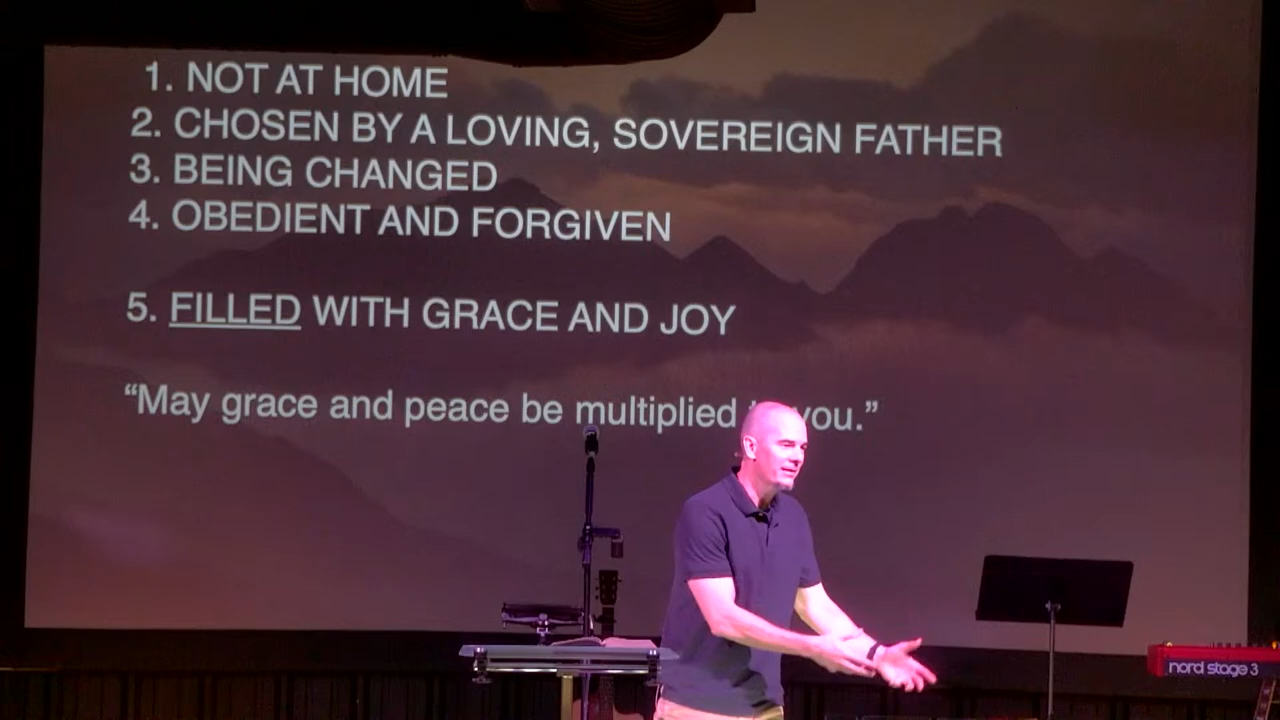 1. NOT AT HOME
2. CHOSEN BY A LOVING, SOVEREIGN FATHER
3. BEING CHANGED
4. OBEDIENT AND FORGIVEN
5. FILLED WITH GRACE AND JOY
“May grace and peace be multiplied you.”
nord stage 3